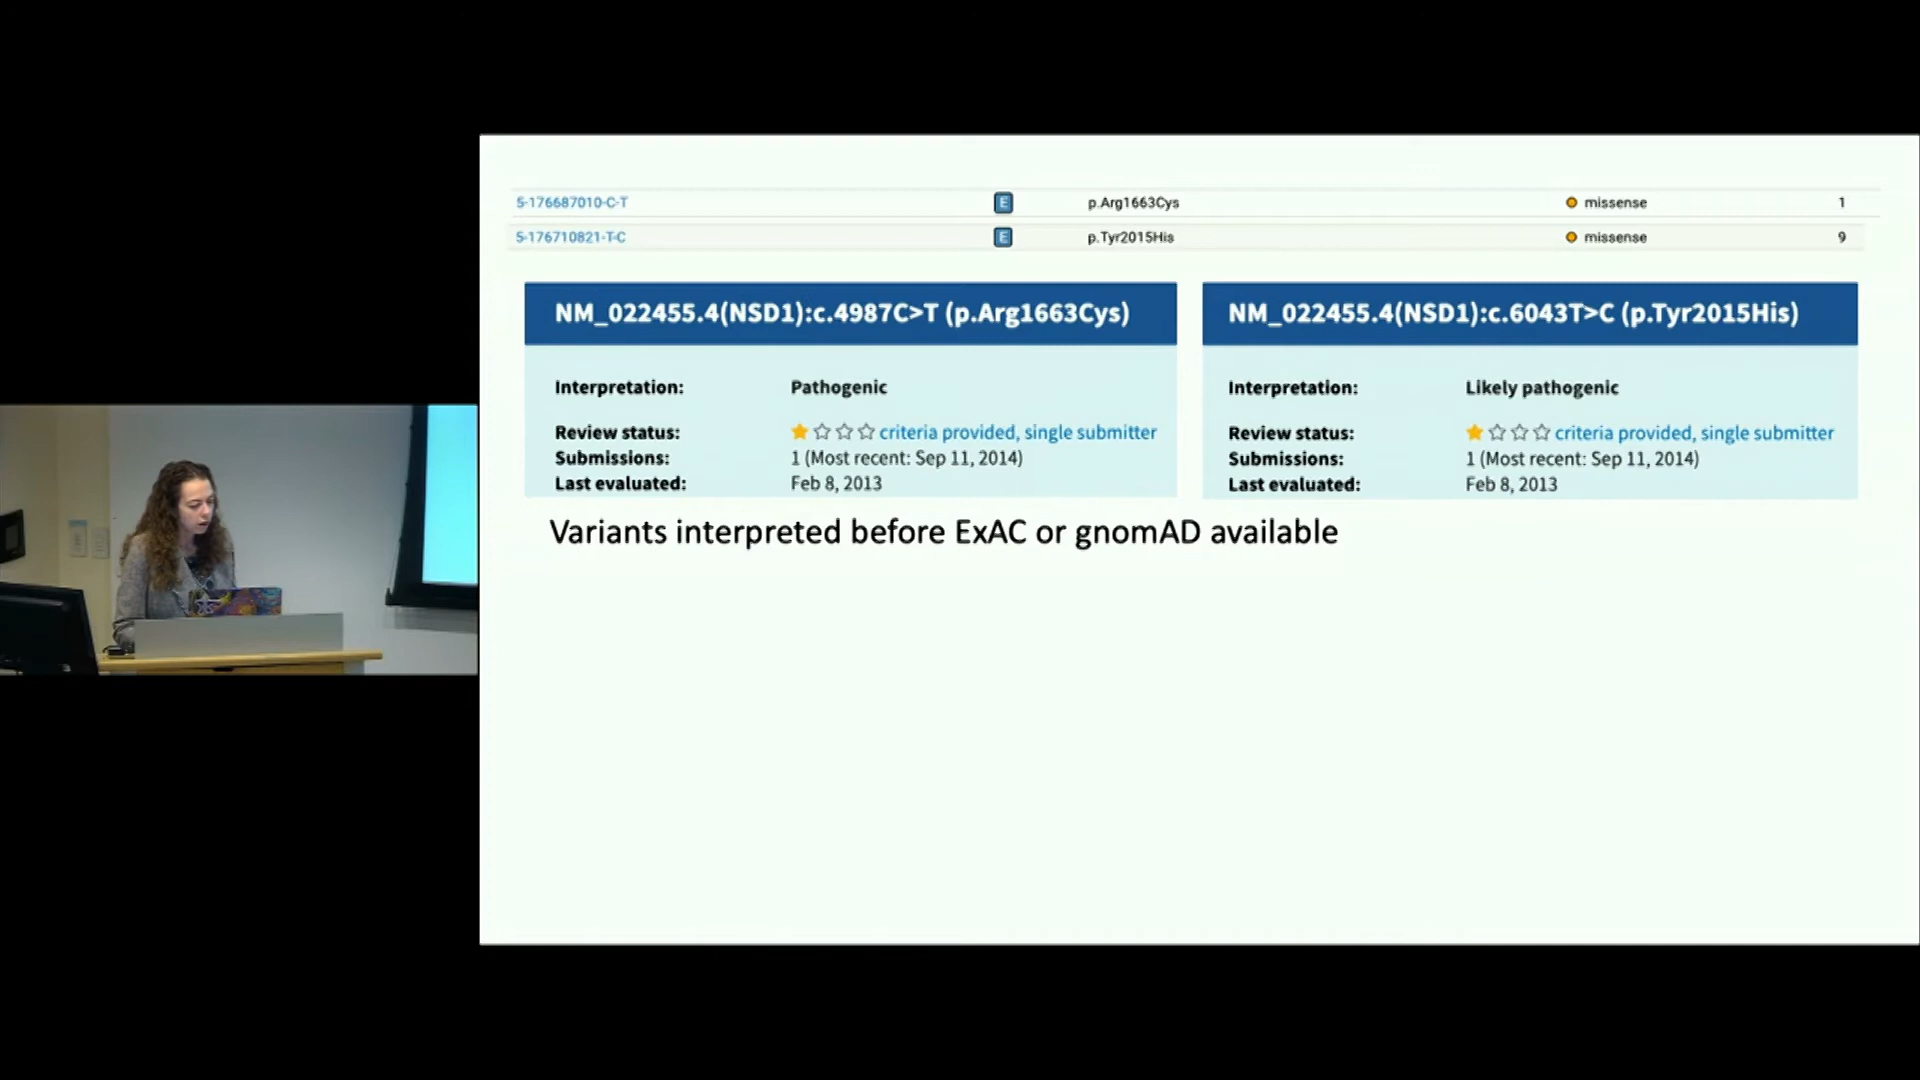 5-176687010-C-T E p.Arg1663Cys missense 1
5-176710821-T-C E p.Tyr2015His missense 9
NM_022455.4(NSD1):c.4987C>T (p.Arg1663Cys)
Interpretation: Pathogenic
Review status: criteria provided, single submitter
Submissions: 1 (Most recent: Sep 11, 2014)
Last evaluated: Feb 8, 2013
NM_022455.4(NSD1):c.6043T>C (p.Tyr2015His)
Interpretation: Likely pathogenic
Review status: criteria provided, single submitter
Submissions: 1 (Most recent: Sep 11, 2014)
Last evaluated: Feb 8, 2013
Variants interpreted before ExAC or gnomAD available